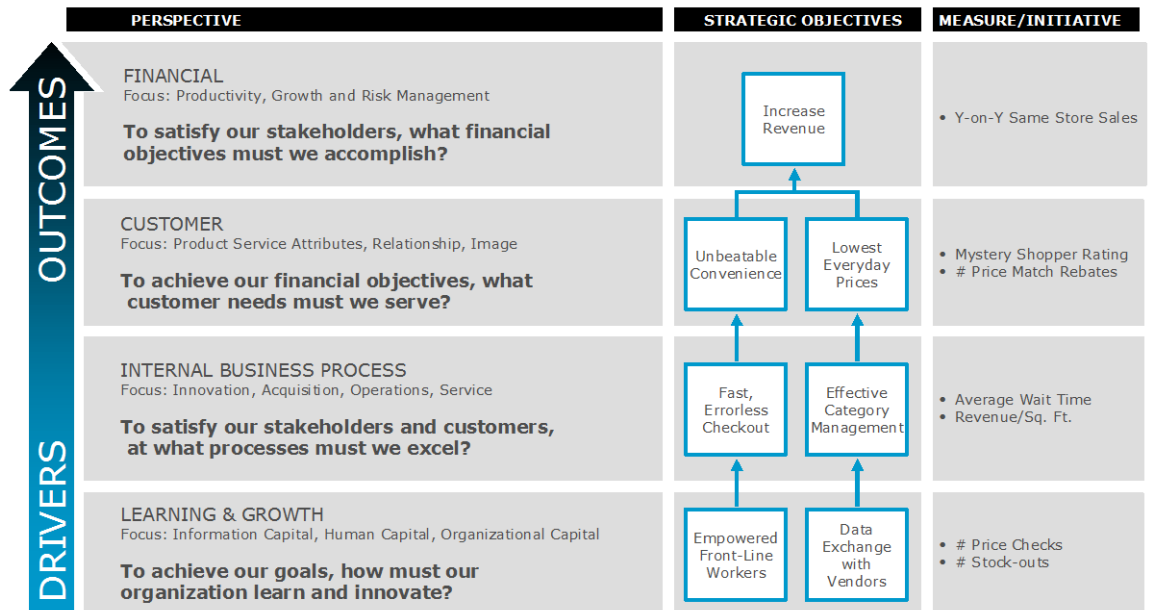 PERSPECTIVE
STRATEGIC OBJECTIVES
MEASURE/INITIATIVE
OUTCOMES
DRIVERS
FINANCIAL
Focus: Productivity, Growth and Risk Management
To satisfy our stakeholders, what financial
objectives must we accomplish?
Increase
Revenue
• Y-on-Y Same Store Sales
CUSTOMER
Focus: Product Service Attributes, Relationship, Image
To achieve our financial objectives, what
customer needs must we serve?
Unbeatable
Convenience
Lowest
Everyday
Prices
• Mystery Shopper Rating
• # Price Match Rebates
INTERNAL BUSINESS PROCESS
Focus: Innovation, Acquisition, Operations, Service
To satisfy our stakeholders and customers,
at what processes must we excel?
Fast,
Errorless
Checkout
Effective
Category
Management
• Average Wait Time
• Revenue/Sq. Ft.
LEARNING & GROWTH
Focus: Information Capital, Human Capital, Organizational Capital
To achieve our goals, how must our
organization learn and innovate?
Empowered
Front-Line
Workers
Data
Exchange
with
Vendors
• # Price Checks
• # Stock-outs